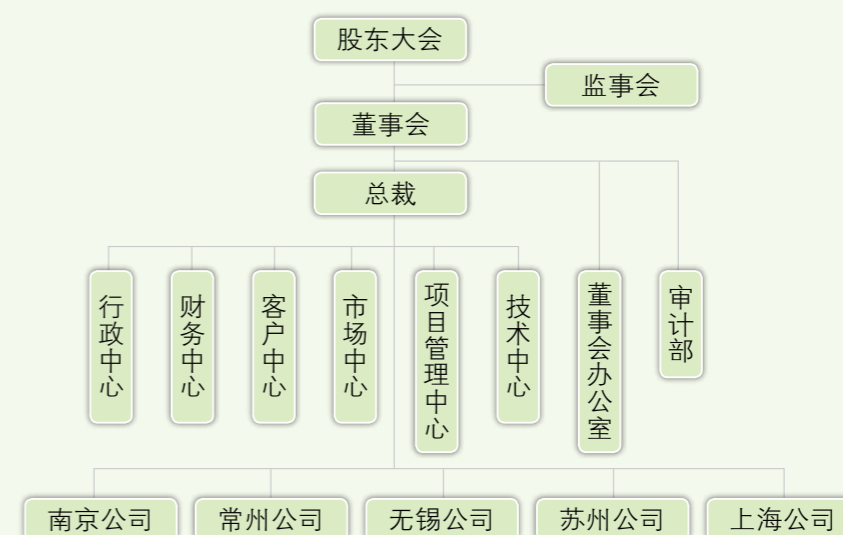 股东大会
监事会
董事会
总裁
行政中心
财务中心
客户中心
市场中心
项目管理中心
技术中心
董事会办公室
审计部
南京公司
常州公司
无锡公司
苏州公司
上海公司